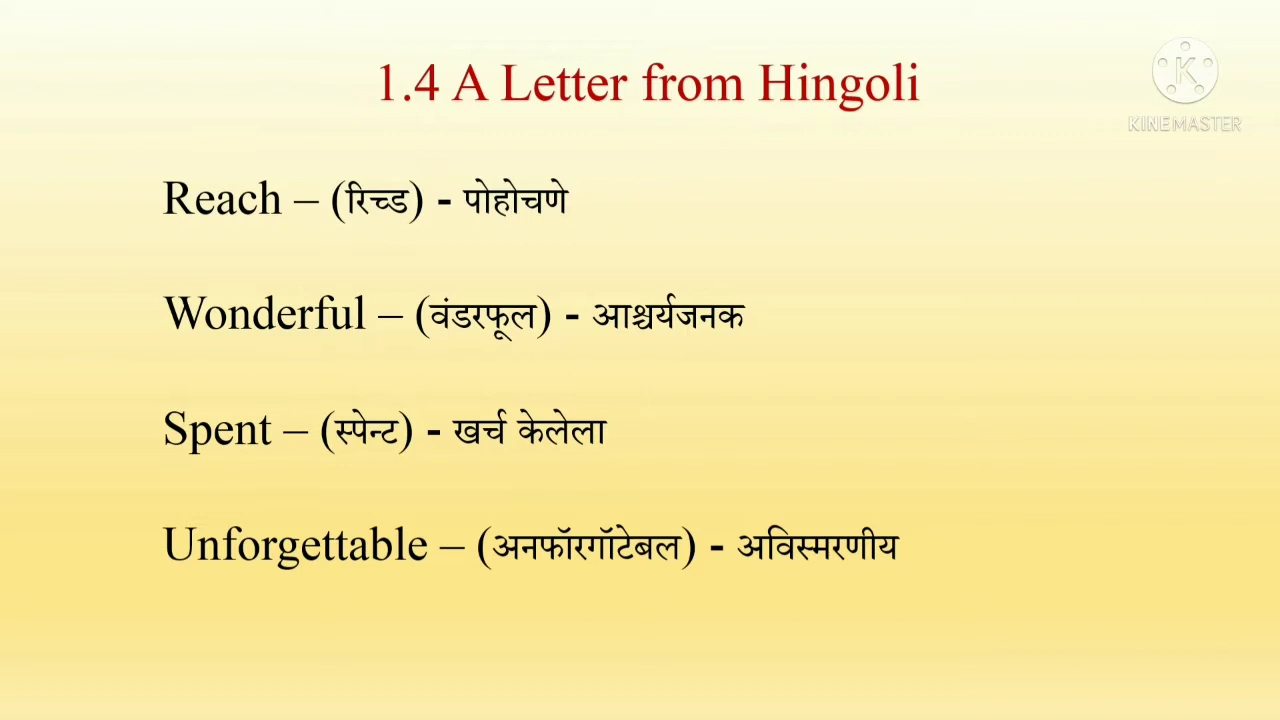 1.4 A Letter from Hingoli
K
KINEMASTER
Reach – (रिच्ड) - पोहोचणे
Wonderful – (वंडरफूल) - आश्चर्यजनक
Spent – (स्पेन्ट) - खर्च केलेला
Unforgettable – (अनफॉरगॉटेबल) - अविस्मरणीय